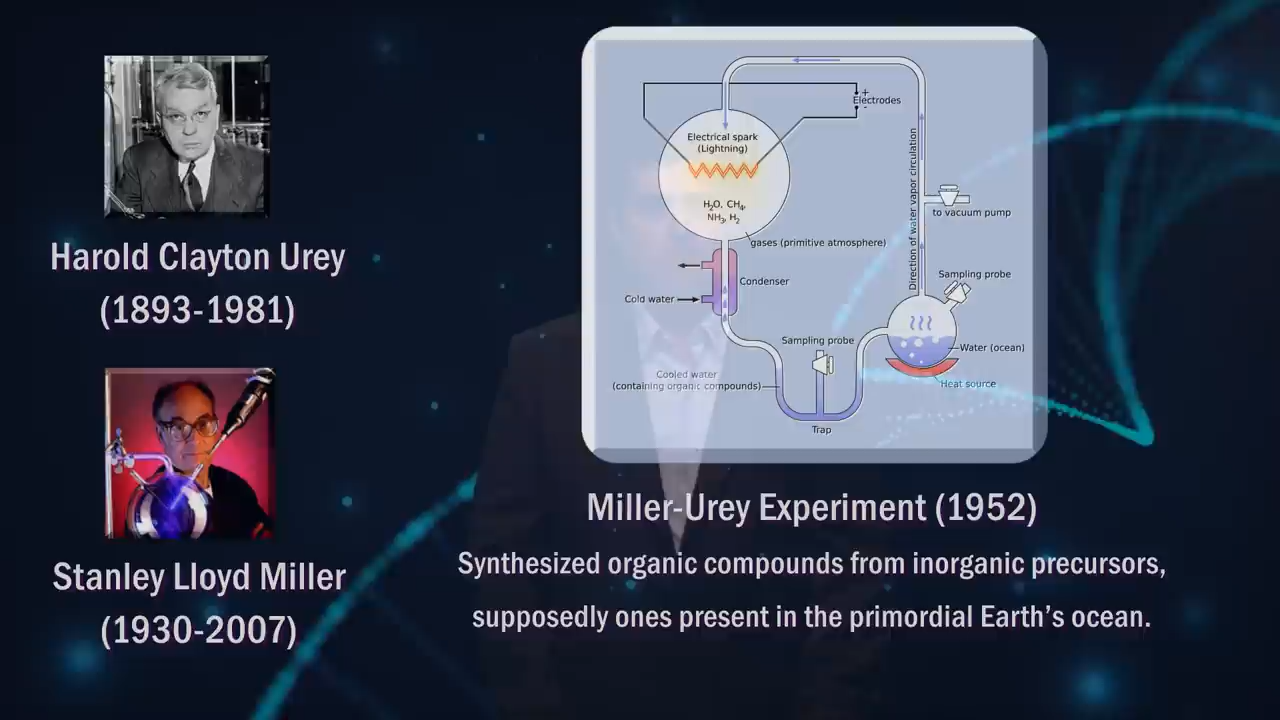 Harold Clayton Urey
(1893-1981)
Stanley Lloyd Miller
(1930-2007)
+
Electrodes
-
Electrical spark
(Lightning)
H₂O, CH₄,
NH₃, H₂
gases (primitive atmosphere)
Direction of water vapor circulation
to vacuum pump
Condenser
Cold water
Sampling probe
Sampling probe
Water (ocean)
Heat source
Cooled water
(containing organic compounds)
Trap
Miller-Urey Experiment (1952)
Synthesized organic compounds from inorganic precursors,
supposedly ones present in the primordial Earth’s ocean.